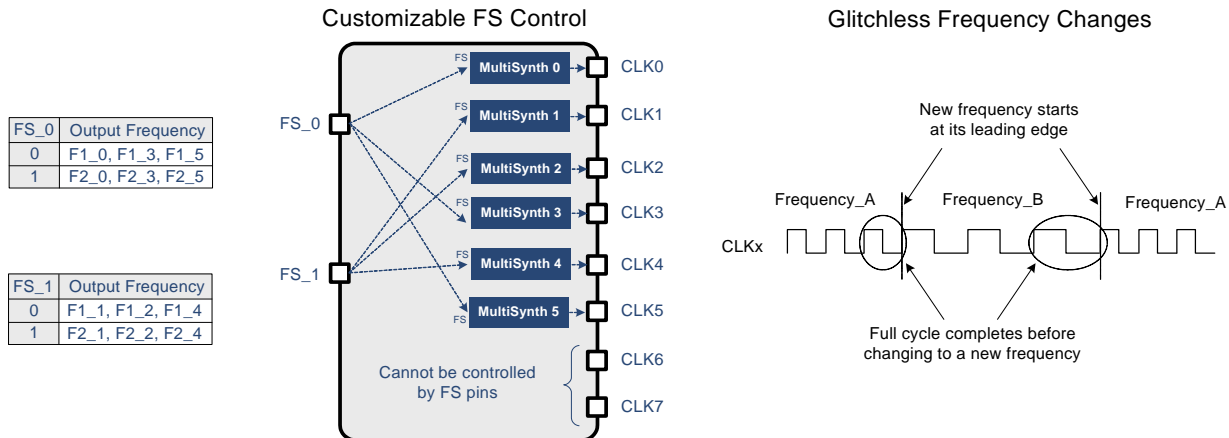 Customizable FS Control
Glitchless Frequency Changes
FS_0 Output Frequency
0 F1_0, F1_3, F1_5
1 F2_0, F2_3, F2_5
FS_1 Output Frequency
0 F1_1, F1_2, F1_4
1 F2_1, F2_2, F2_4
FS_0
FS_1
FS MultiSynth 0 CLK0
FS MultiSynth 1 CLK1
FS MultiSynth 2 CLK2
FS MultiSynth 3 CLK3
FS MultiSynth 4 CLK4
FS MultiSynth 5 CLK5
Cannot be controlled
by FS pins
CLK6
CLK7
New frequency starts
at its leading edge
Frequency_A Frequency_B Frequency_A
CLKx
Full cycle completes before
changing to a new frequency